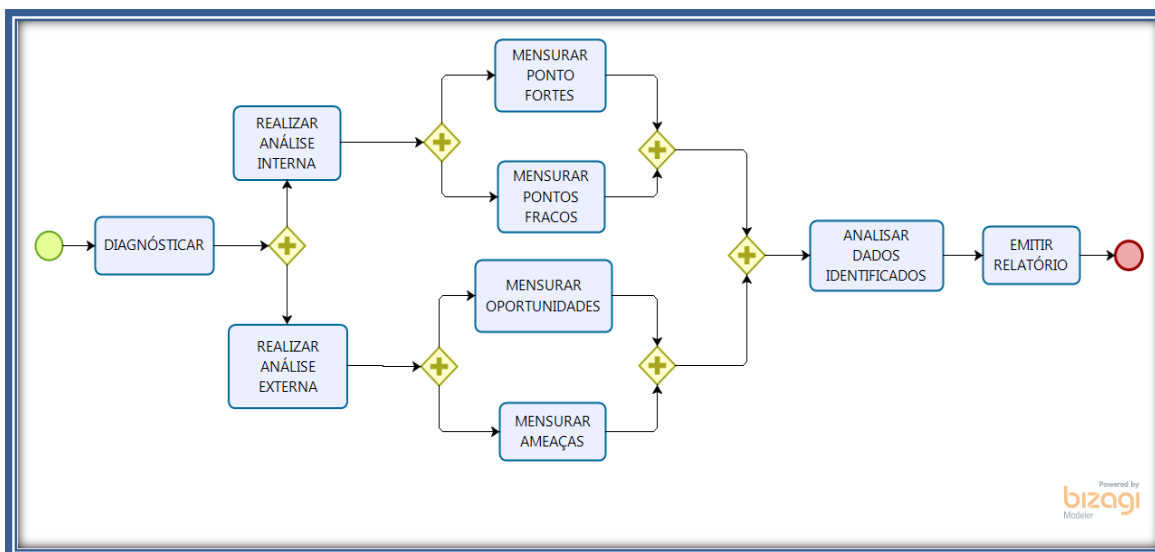 MENSURAR
PONTO
FORTES
REALIZAR
ANÁLISE
INTERNA
MENSURAR
PONTOS
FRACOS
DIAGNÓSTICAR
ANALISAR
DADOS
IDENTIFICADOS
EMITIR
RELATÓRIO
MENSURAR
OPORTUNIDADES
REALIZAR
ANÁLISE
EXTERNA
MENSURAR
AMEAÇAS
Powered by
bizagi
Modeler